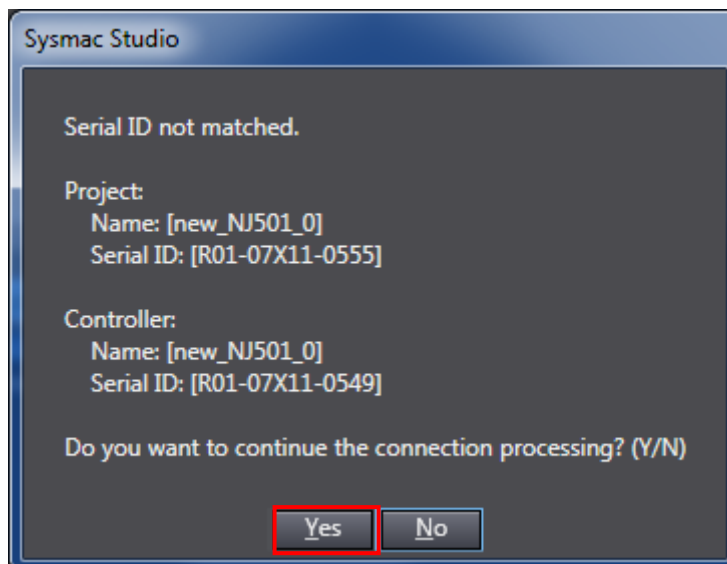 Sysmac Studio
Serial ID not matched.
Project:
Name: [new_NJ501_0]
Serial ID: [R01-07X11-0555]
Controller:
Name: [new_NJ501_0]
Serial ID: [R01-07X11-0549]
Do you want to continue the connection processing? (Y/N)
Yes No